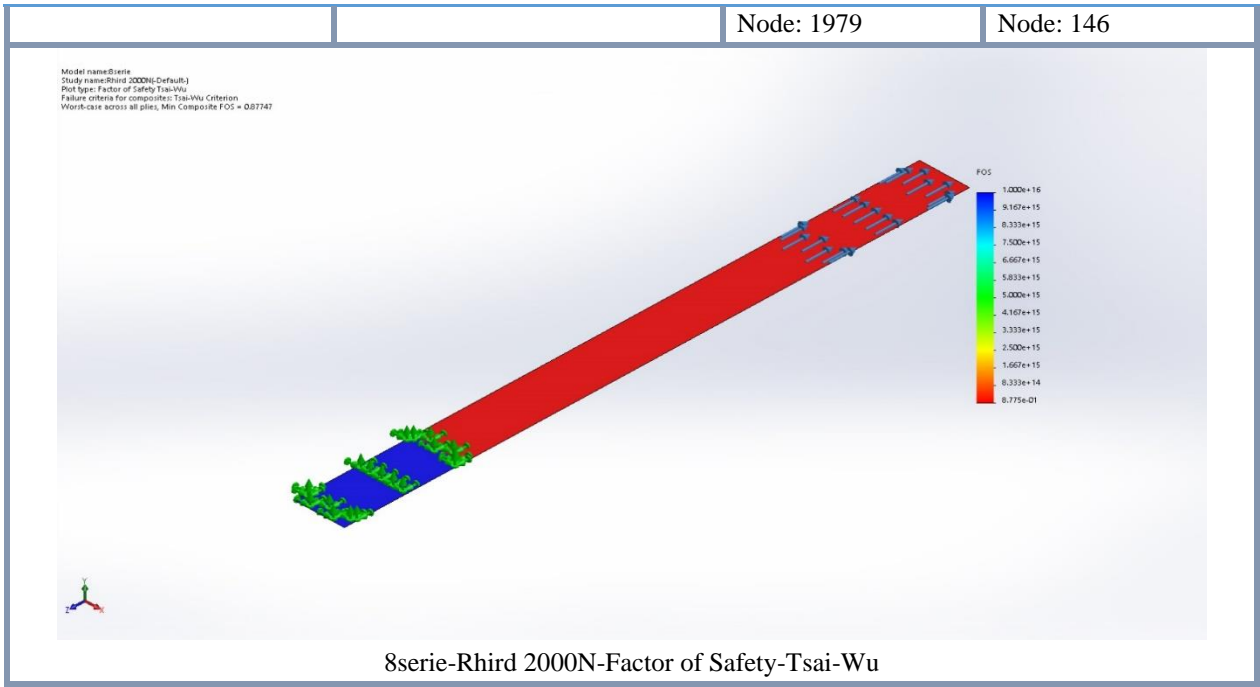 Node: 1979
Node: 146
Model name:8serie
Study name:Rhird 2000N(-Default-)
Plot type: Factor of Safety Tsai-Wu
Failure criteria for composites: Tsai-Wu Criterion
Worst-case across all plies, Min Composite FOS = 0.87747
FOS
1.000e+16
9.167e+15
8.333e+15
7.500e+15
6.667e+15
5.833e+15
5.000e+15
4.167e+15
3.333e+15
2.500e+15
1.667e+15
8.333e+14
8.775e-01
Y
Z
X
8serie-Rhird 2000N-Factor of Safety-Tsai-Wu